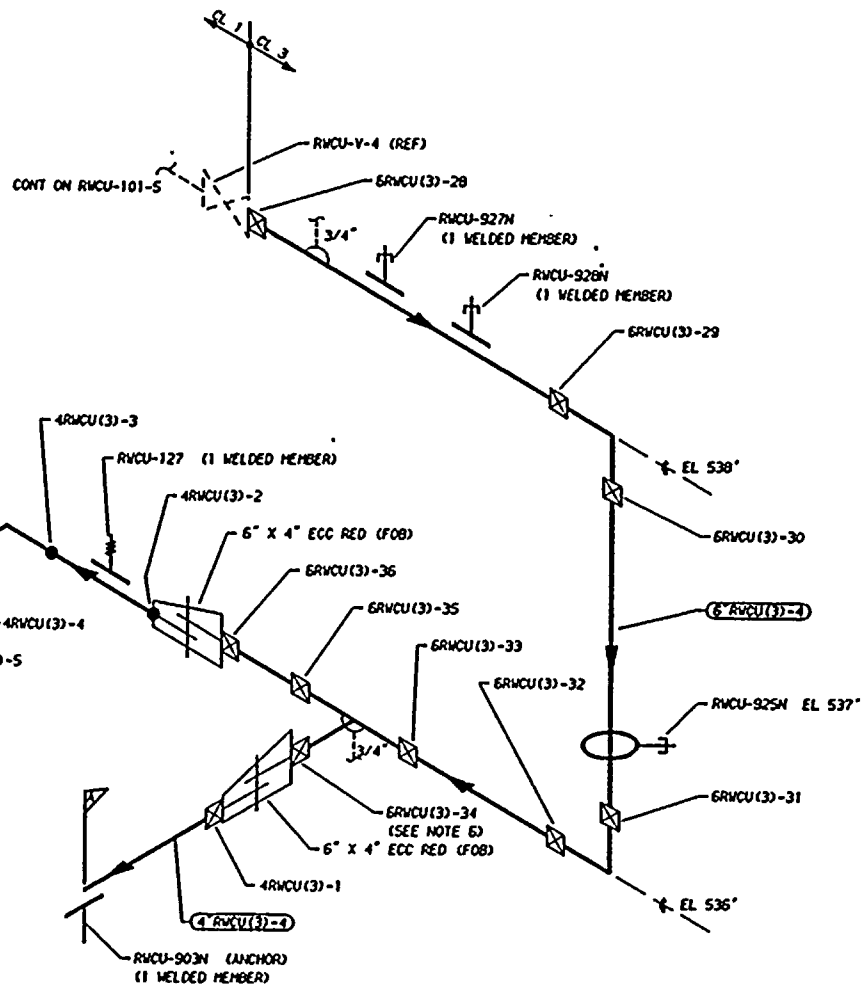 CL 1
CL 3
RWCU-V-4 (REF)
CONT ON RWCU-101-S
6RWCU(3)-28
3/4"
RWCU-927N
(1 WELDED MEMBER)
RWCU-928N
(1 WELDED MEMBER)
6RWCU(3)-29
4RWCU(3)-3
RWCU-127 (1 WELDED MEMBER)
EL 538'
4RWCU(3)-2
6" X 4" ECC RED (FOB)
6RWCU(3)-30
6RWCU(3)-36
6RWCU(3)-35
6" RWCU(3)-4
4RWCU(3)-4
6RWCU(3)-33
)-5
6RWCU(3)-32
RWCU-925N EL 537'
3/4"
6RWCU(3)-31
6RWCU(3)-34
(SEE NOTE 6)
6" X 4" ECC RED (FOB)
4RWCU(3)-1
EL 536'
4" RWCU(3)-4
RWCU-903N (ANCHOR)
(1 WELDED MEMBER)